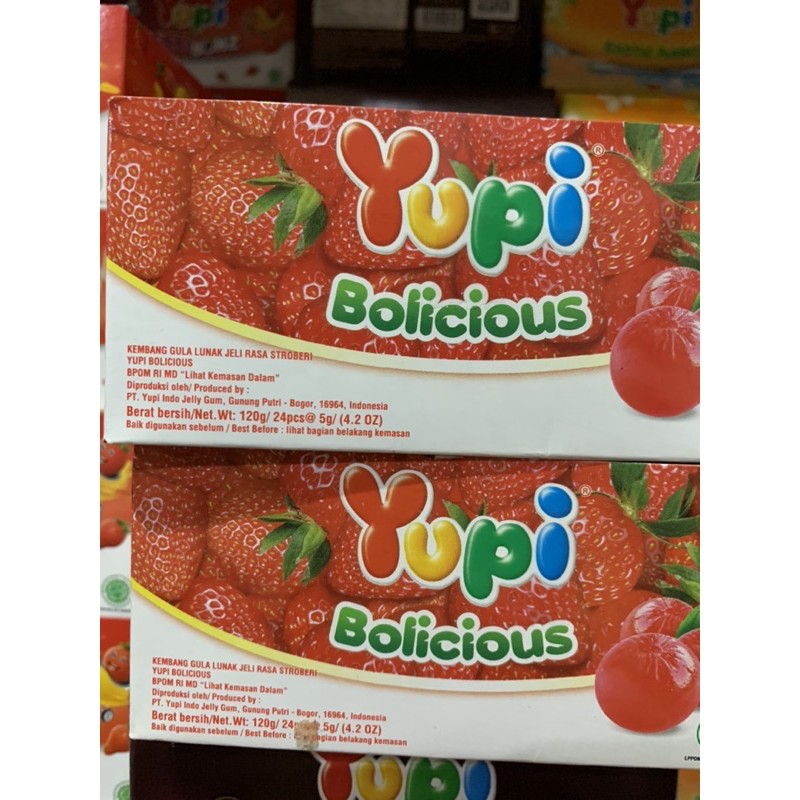 Yupi
Yupi
Yupi®
Bolicious
KEMBANG GULA LUNAK JELI RASA STROBERI
YUPI BOLICIOUS
BPOM RI MD "Lihat Kemasan Dalam"
Diproduksi oleh/ Produced by :
PT. Yupi Indo Jelly Gum, Gunung Putri - Bogor, 16964, Indonesia
Berat bersih/Net.Wt: 120g/ 24pcs@ 5g/ (4.2 OZ)
Baik digunakan sebelum / Best Before : lihat bagian belakang kemasan
Yupi®
Bolicious
KEMBANG GULA LUNAK JELI RASA STROBERI
YUPI BOLICIOUS
BPOM RI MD "Lihat Kemasan Dalam"
Diproduksi oleh/ Produced by :
PT. Yupi Indo Jelly Gum, Gunung Putri - Bogor, 16964, Indonesia
Berat bersih/Net.Wt: 120g/ 5g/ (4.2 OZ)
Baik digunakan sebelum / Best Before : bagian belakang kemasan
Yupi